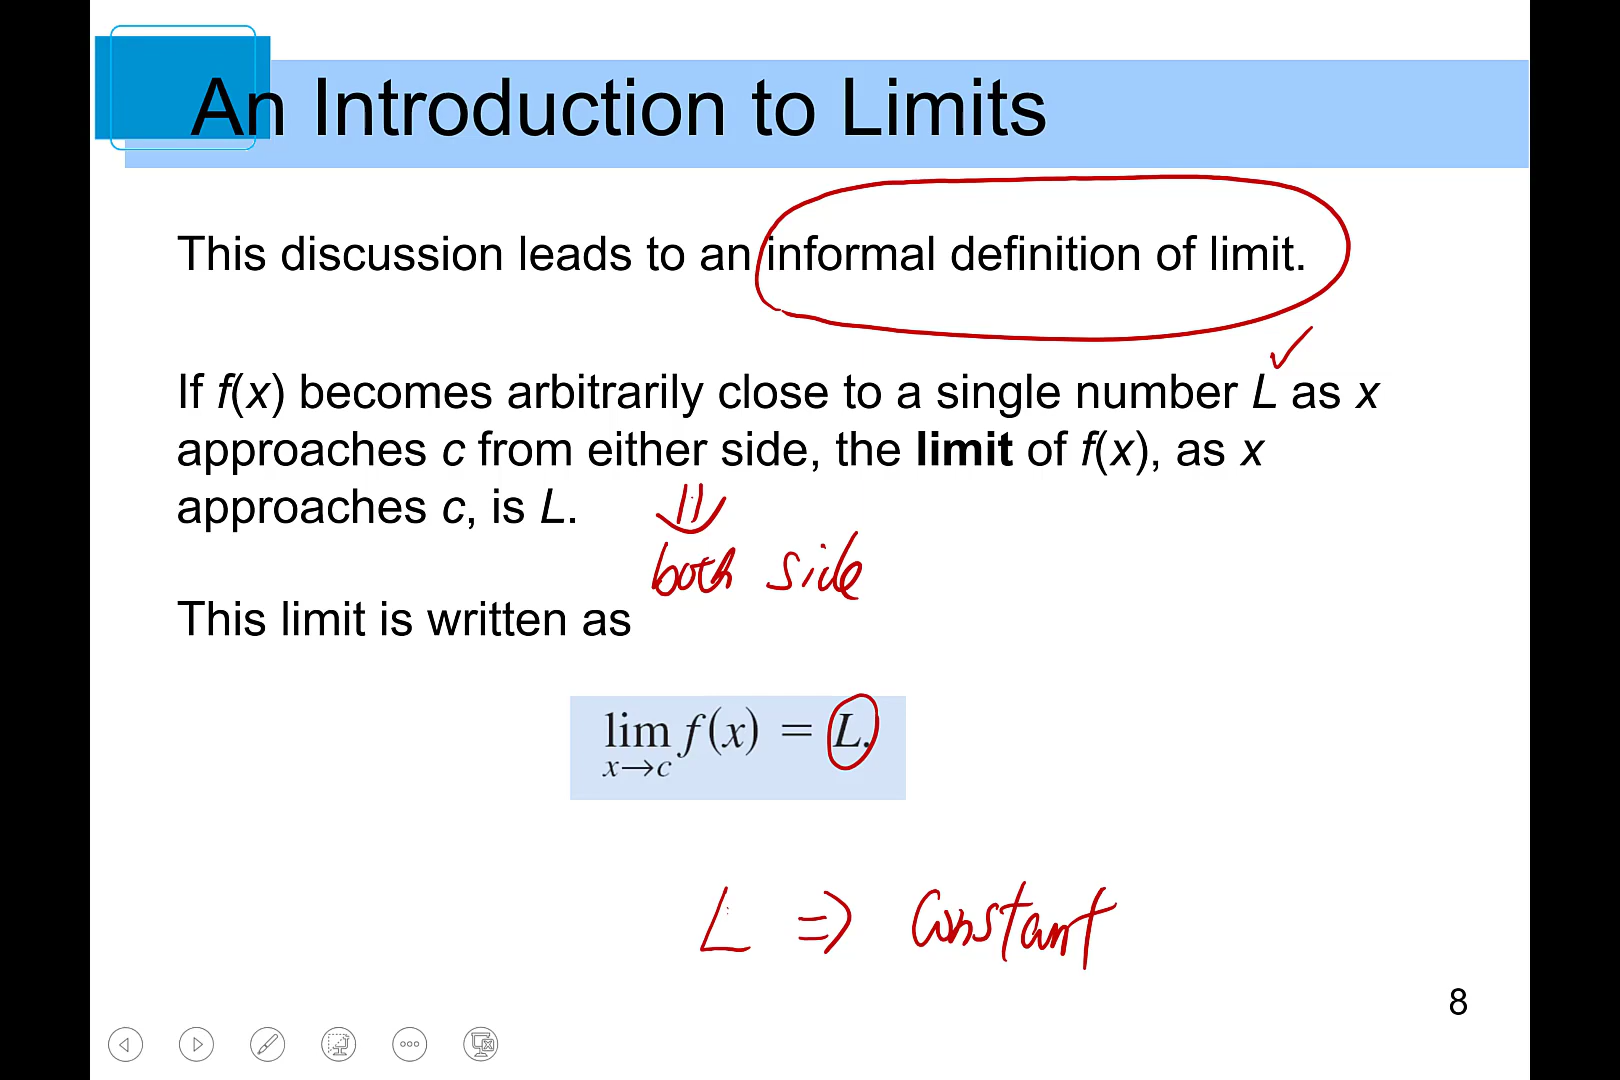 An Introduction to Limits
This discussion leads to an informal definition of limit.
If f(x) becomes arbitrarily close to a single number L as x
approaches c from either side, the limit of f(x), as x
approaches c, is L.
both side
This limit is written as
lim f(x) = L.
x→c
L ⇒ constant
8